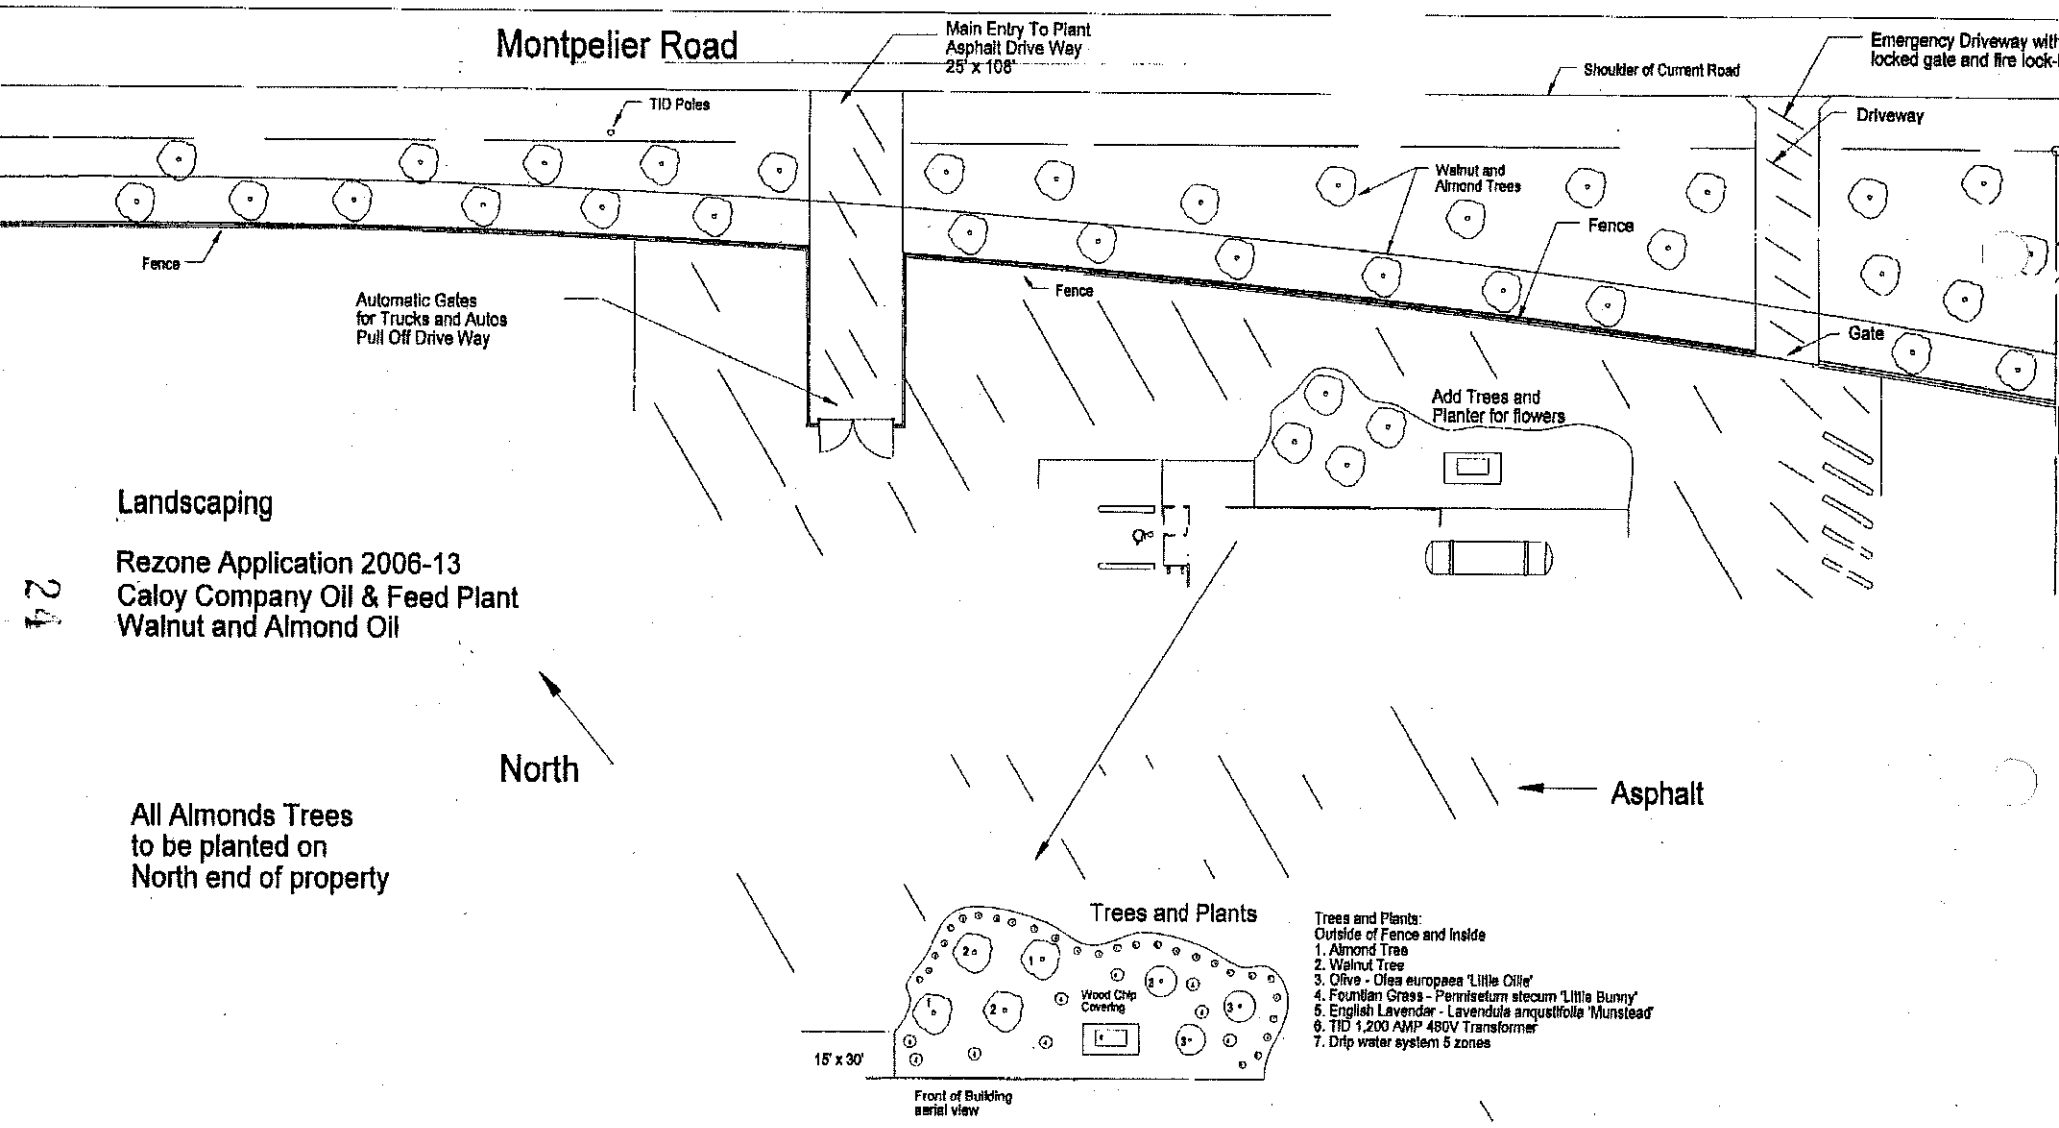 Montpelier Road
Main Entry To Plant
Asphalt Drive Way
25' x 108'
Shoulder of Current Road
Emergency Driveway with
locked gate and fire lock-
TID Poles
Driveway
Walnut and
Almond Trees
Fence
Fence
Fence
Automatic Gates
for Trucks and Autos
Pull Off Drive Way
Gate
Add Trees and
Planter for flowers
Landscaping
Rezone Application 2006-13
Caloy Company Oil & Feed Plant
Walnut and Almond Oil
24
North
Asphalt
All Almonds Trees
to be planted on
North end of property
Trees and Plants
Wood Chip
Covering
2
1
1
2
3
3
15' x 30'
Front of Building
aerial view
Trees and Plants:
Outside of Fence and Inside
1. Almond Tree
2. Walnut Tree
3. Olive - Olea europaea 'Little Ollie'
4. Fountian Grass - Pennisetum stecum 'Little Bunny'
5. English Lavendar - Lavendula angustifolia 'Munstead'
6. TID 1,200 AMP 480V Transformer
7. Drip water system 5 zones